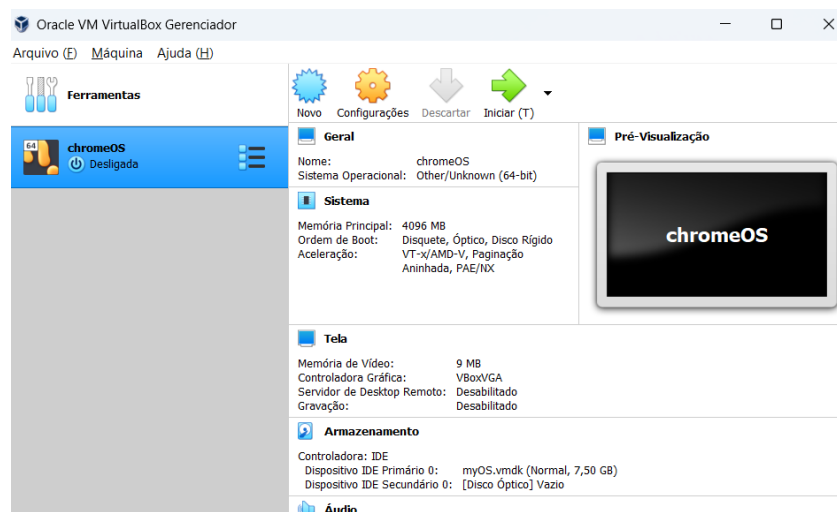 Oracle VM VirtualBox Gerenciador
Arquivo (F) Máquina Ajuda (H)
Ferramentas
64
chromeOS
Desligada
Novo Configurações Descartar Iniciar (T)
Geral
Nome: chromeOS
Sistema Operacional: Other/Unknown (64-bit)
Pré-Visualização
chromeOS
Sistema
Memória Principal: 4096 MB
Ordem de Boot: Disquete, Óptico, Disco Rígido
Aceleração: VT-x/AMD-V, Paginação
Aninhada, PAE/NX
Tela
Memória de Vídeo: 9 MB
Controladora Gráfica: VBoxVGA
Servidor de Desktop Remoto: Desabilitado
Gravação: Desabilitado
Armazenamento
Controladora: IDE
Dispositivo IDE Primário 0: myOS.vmdk (Normal, 7,50 GB)
Dispositivo IDE Secundário 0: [Disco Óptico] Vazio
Áudio